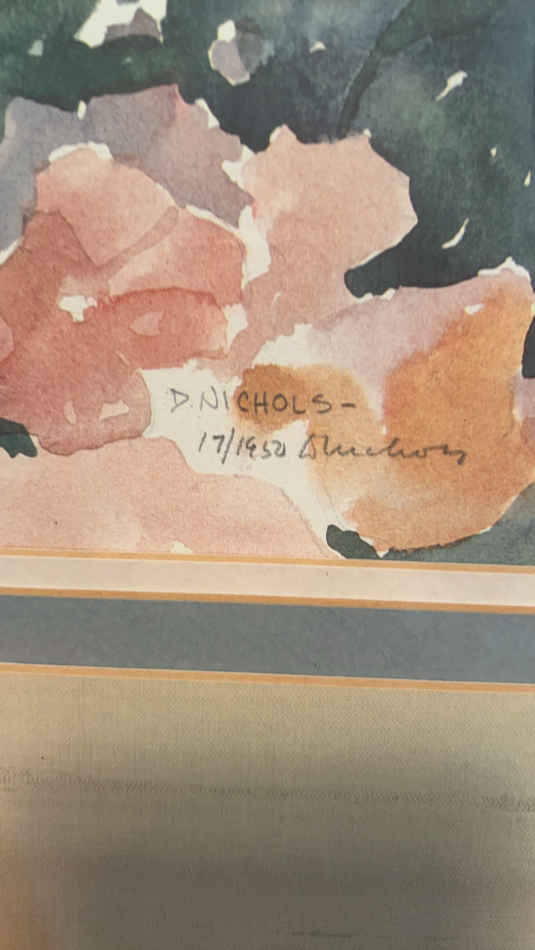 D. NICHOLS -
17/1950 D Nichols